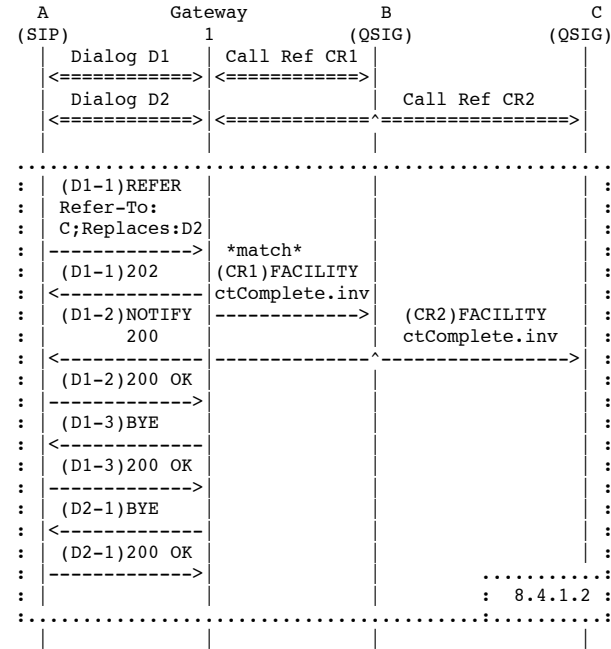 A Gateway B C
(SIP) 1 (QSIG) (QSIG)
Dialog D1 Call Ref CR1
Dialog D2 Call Ref CR2
(D1-1)REFER
Refer-To:
C;Replaces:D2
*match*
(D1-1)202 (CR1)FACILITY
ctComplete.inv
(D1-2)NOTIFY (CR2)FACILITY
200 ctComplete.inv
(D1-2)200 OK
(D1-3)BYE
(D1-3)200 OK
(D2-1)BYE
(D2-1)200 OK
8.4.1.2